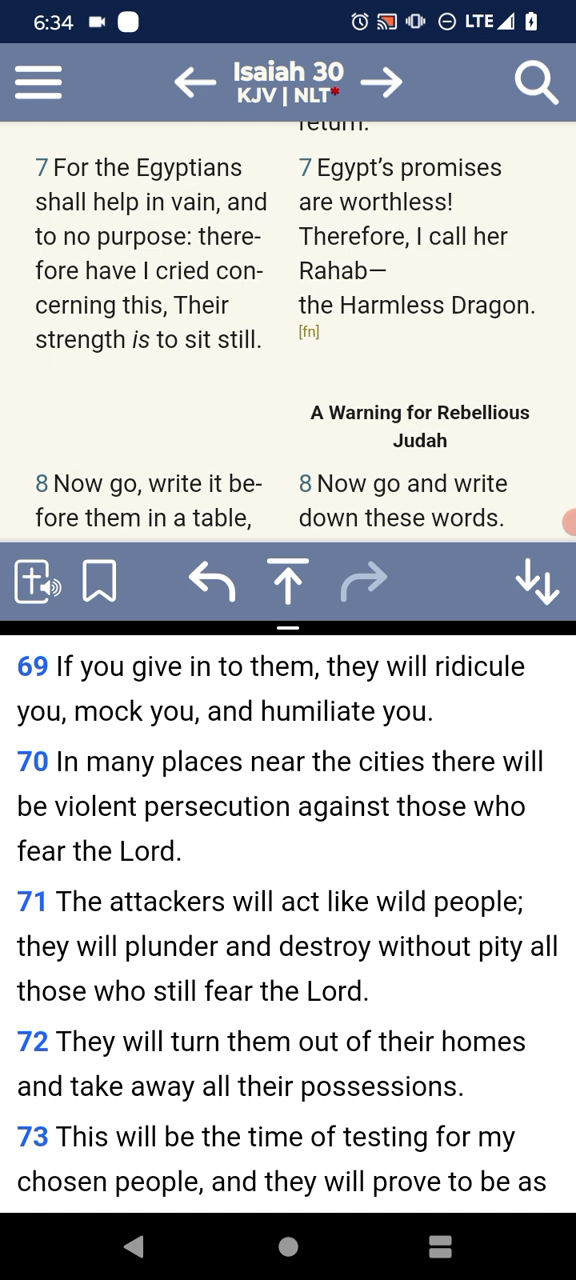 6:34
LTE
Isaiah 30
KJV | NLT*
return.
7 For the Egyptians
shall help in vain, and
to no purpose: there-
fore have I cried con-
cerning this, Their
strength is to sit still.
7 Egypt’s promises
are worthless!
Therefore, I call her
Rahab—
the Harmless Dragon.
[fn]
A Warning for Rebellious
Judah
8 Now go, write it be-
fore them in a table,
8 Now go and write
down these words.
69 If you give in to them, they will ridicule
you, mock you, and humiliate you.
70 In many places near the cities there will
be violent persecution against those who
fear the Lord.
71 The attackers will act like wild people;
they will plunder and destroy without pity all
those who still fear the Lord.
72 They will turn them out of their homes
and take away all their possessions.
73 This will be the time of testing for my
chosen people, and they will prove to be as